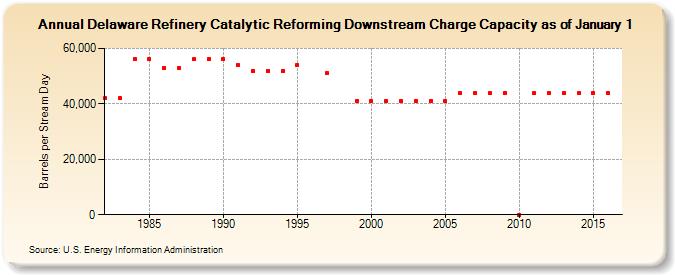 Annual Delaware Refinery Catalytic Reforming Downstream Charge Capacity as of January 1
Barrels per Stream Day
60,000
40,000
20,000
0
1985 1990 1995 2000 2005 2010 2015
Source: U.S. Energy Information Administration